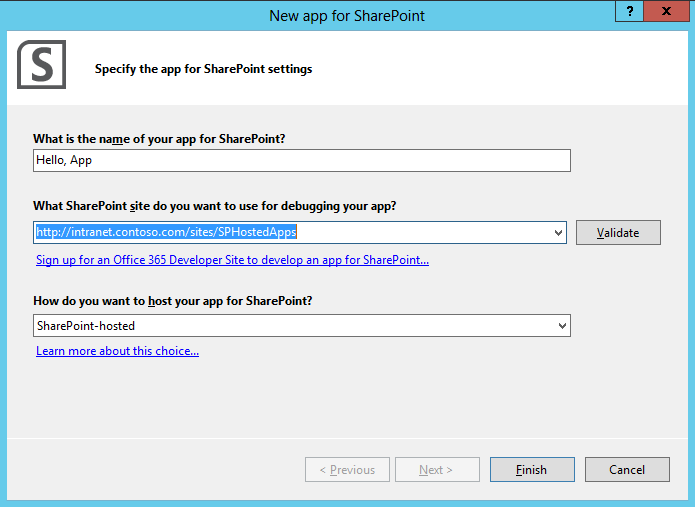 New app for SharePoint
?
x
S
Specify the app for SharePoint settings
What is the name of your app for SharePoint?
Hello, App
What SharePoint site do you want to use for debugging your app?
http://intranet.contoso.com/sites/SPHostedApps
Validate
Sign up for an Office 365 Developer Site to develop an app for SharePoint...
How do you want to host your app for SharePoint?
SharePoint-hosted
Learn more about this choice...
< Previous
Next >
Finish
Cancel